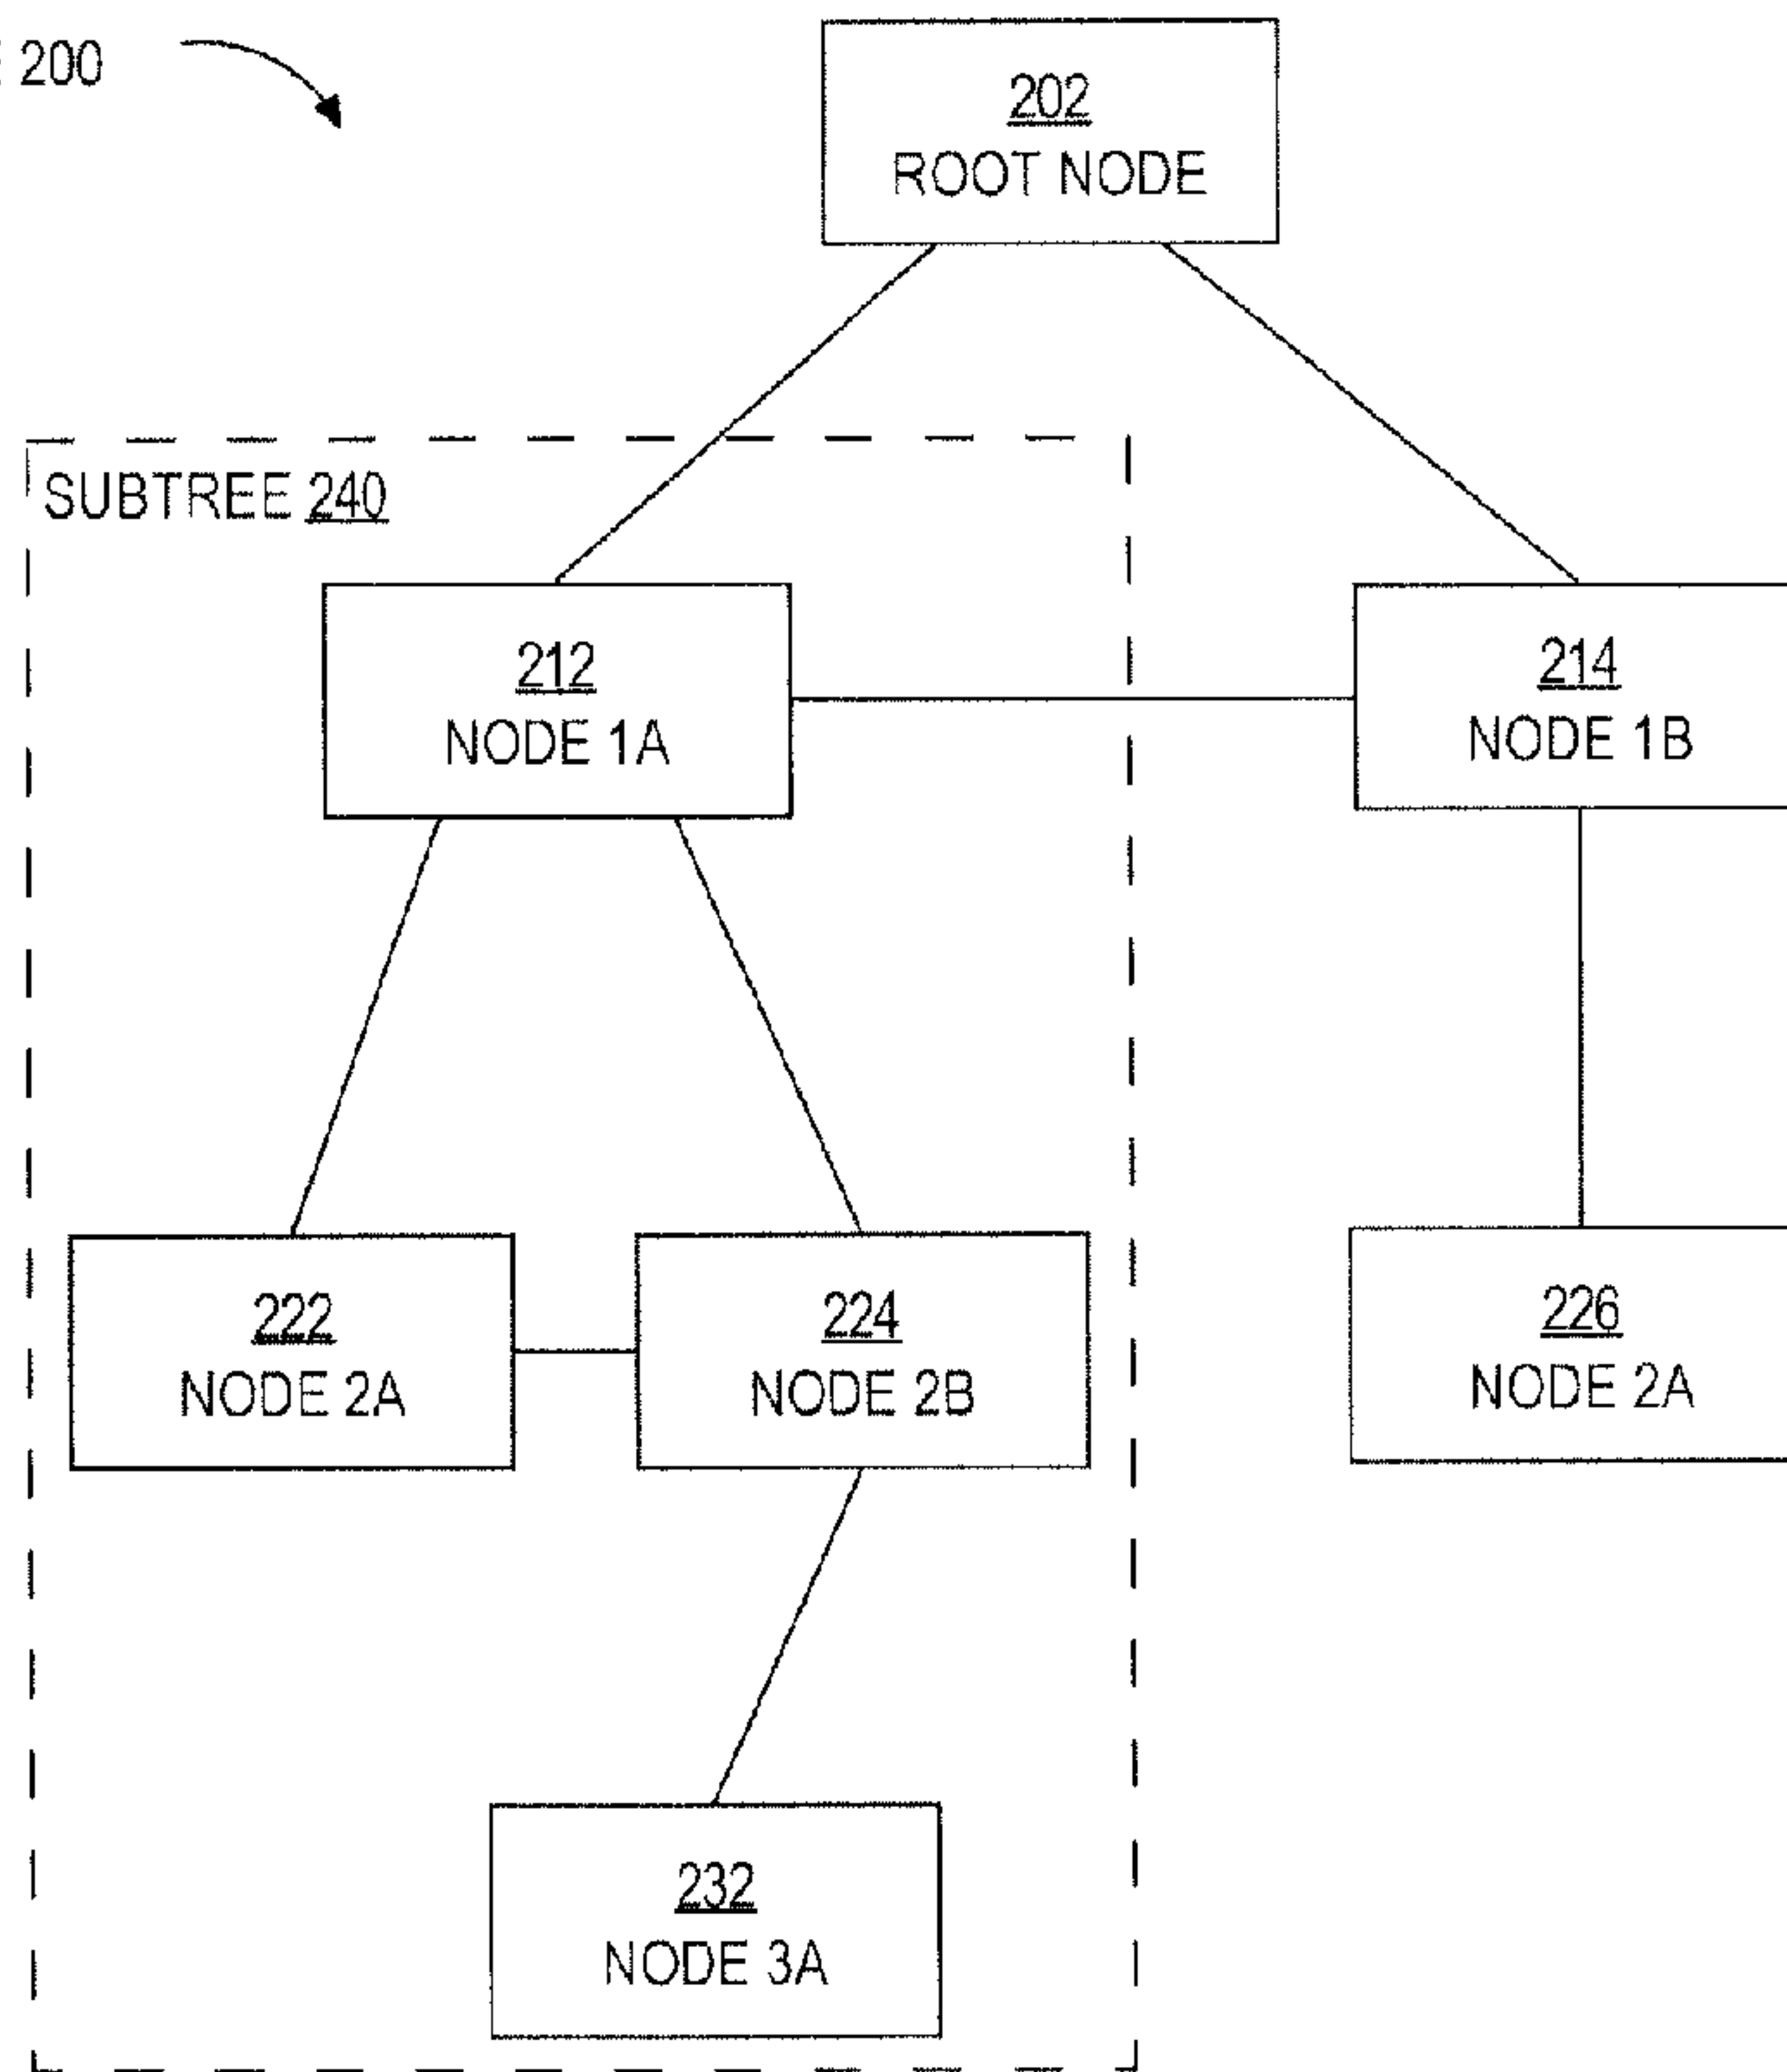 200
202
ROOT NODE
SUBTREE 240
212
NODE 1A
214
NODE 1B
222
NODE 2A
224
NODE 2B
226
NODE 2A
232
NODE 3A